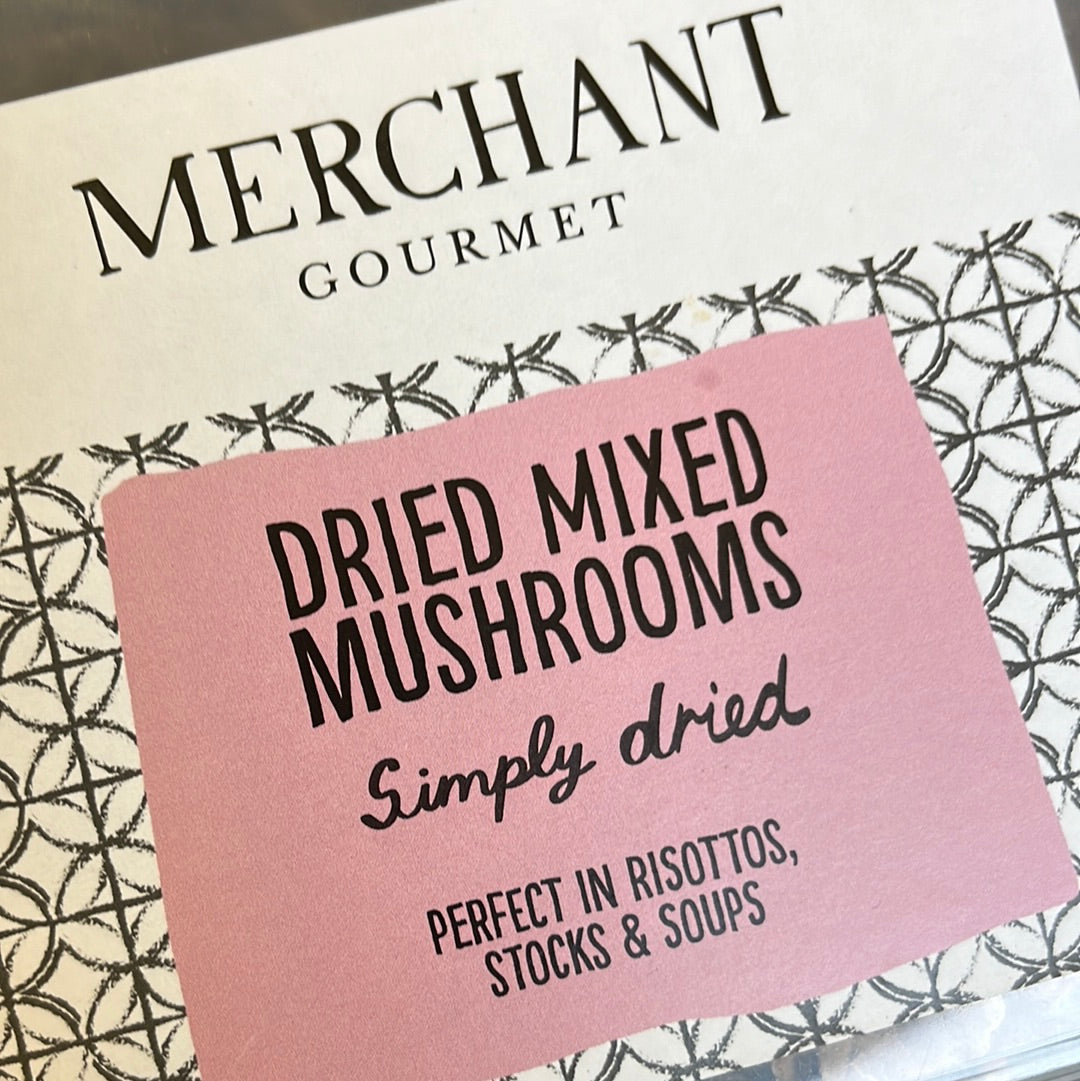 MERCHANT
GOURMET
DRIED MIXED
MUSHROOMS
Simply dried
PERFECT IN RISOTTOS,
STOCKS & SOUPS